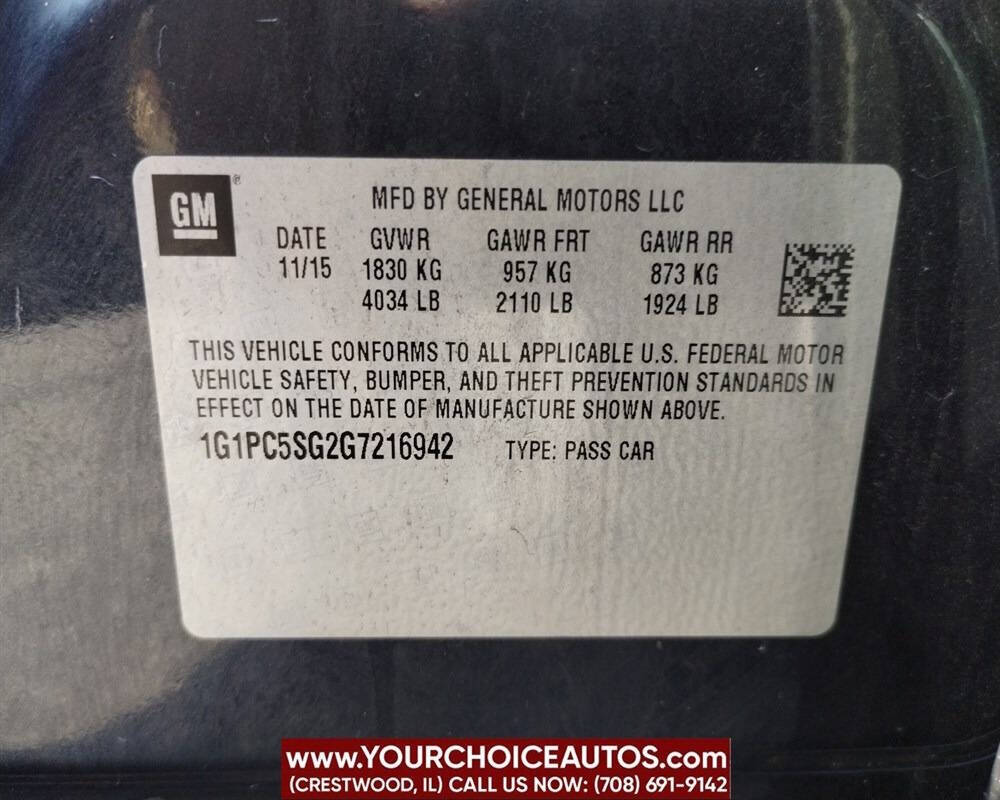 GM®
MFD BY GENERAL MOTORS LLC
DATE GVWR GAWR FRT GAWR RR
11/15 1830 KG 957 KG 873 KG
4034 LB 2110 LB 1924 LB
THIS VEHICLE CONFORMS TO ALL APPLICABLE U.S. FEDERAL MOTOR
VEHICLE SAFETY, BUMPER, AND THEFT PREVENTION STANDARDS IN
EFFECT ON THE DATE OF MANUFACTURE SHOWN ABOVE.
1G1PC5SG2G7216942 TYPE: PASS CAR
www.YOURCHOICEAUTOS.com
(CRESTWOOD, IL) CALL US NOW: (708) 691-9142